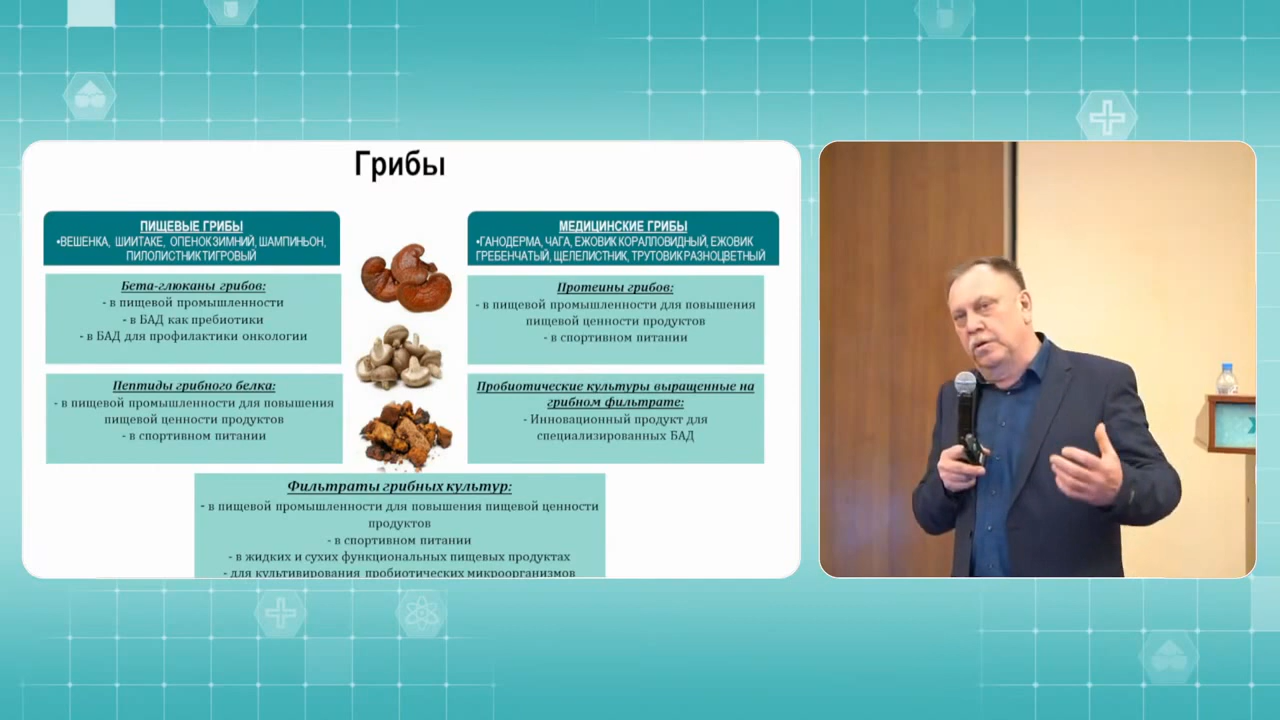 Грибы
ПИЩЕВЫЕ ГРИБЫ
•ВЕШЕНКА, ШИИТАКЕ, ОПЕНОК ЗИМНИЙ, ШАМПИНЬОН,
ПИЛОЛИСТНИК ТИГРОВЫЙ
Бета-глюканы грибов:
- в пищевой промышленности
- в БАД как пребиотики
- в БАД для профилактики онкологии
Пептиды грибного белка:
- в пищевой промышленности для повышения
пищевой ценности продуктов
- в спортивном питании
МЕДИЦИНСКИЕ ГРИБЫ
•ГАНОДЕРМА, ЧАГА, ЕЖОВИК КОРАЛЛОВИДНЫЙ, ЕЖОВИК
ГРЕБЕНЧАТЫЙ, ЩЕЛЕЛИСТНИК, ТРУТОВИК РАЗНОЦВЕТНЫЙ
Протеины грибов:
- в пищевой промышленности для повышения
пищевой ценности продуктов
- в спортивном питании
Пробиотические культуры выращенные на
грибном фильтрате:
- Инновационный продукт для
специализированных БАД
Фильтраты грибных культур:
- в пищевой промышленности для повышения пищевой ценности
продуктов
- в спортивном питании
- в жидких и сухих функциональных пищевых продуктах
- для культивирования пробиотических микроорганизмов